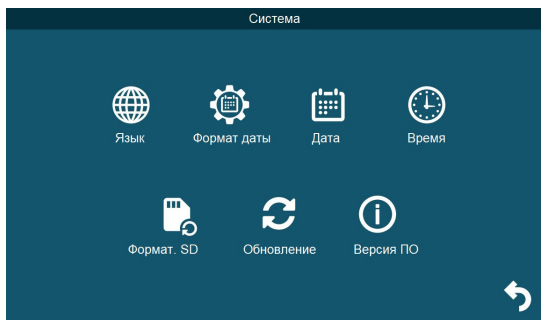 Система
Язык
Формат даты
Дата
Время
Формат. SD
Обновление
Версия ПО